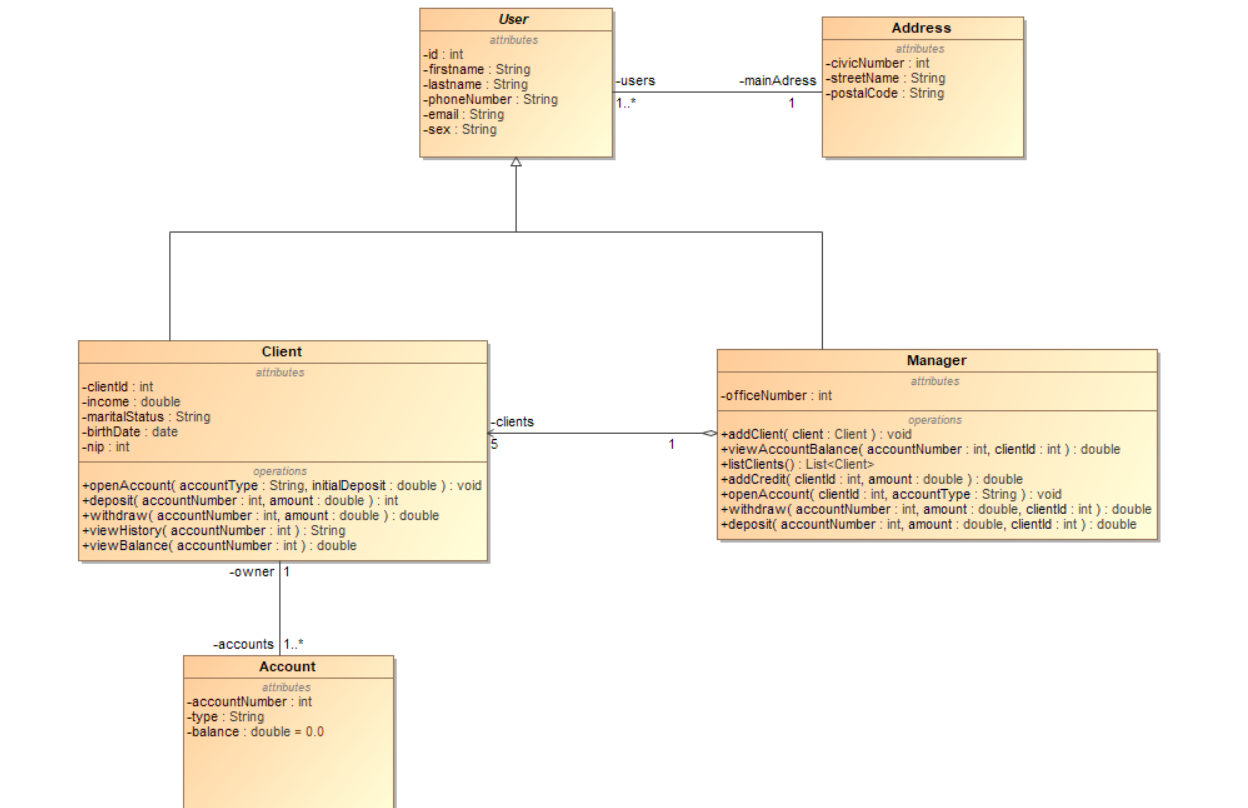 User
attributes
-id : int
-firstname : String
-lastname : String
-phoneNumber : String
-email : String
-sex : String
-users
1..*
-mainAdress
1
Address
attributes
-civicNumber : int
-streetName : String
-postalCode : String
Client
attributes
-clientId : int
-income : double
-maritalStatus : String
-birthDate : date
-nip : int
operations
+openAccount( accountType : String, initialDeposit : double ) : void
+deposit( accountNumber : int, amount : double ) : int
+withdraw( accountNumber : int, amount : double ) : double
+viewHistory( accountNumber : int ) : String
+viewBalance( accountNumber : int ) : double
-clients
5
1
Manager
attributes
-officeNumber : int
operations
+addClient( client : Client ) : void
+viewAccountBalance( accountNumber : int, clientId : int ) : double
+listClients() : List<Client>
+addCredit( clientId : int, amount : double ) : double
+openAccount( clientId : int, accountType : String ) : void
+withdraw( accountNumber : int, amount : double, clientId : int ) : double
+deposit( accountNumber : int, amount : double, clientId : int ) : double
-owner 1
-accounts 1..*
Account
attributes
-accountNumber : int
-type : String
-balance : double = 0.0